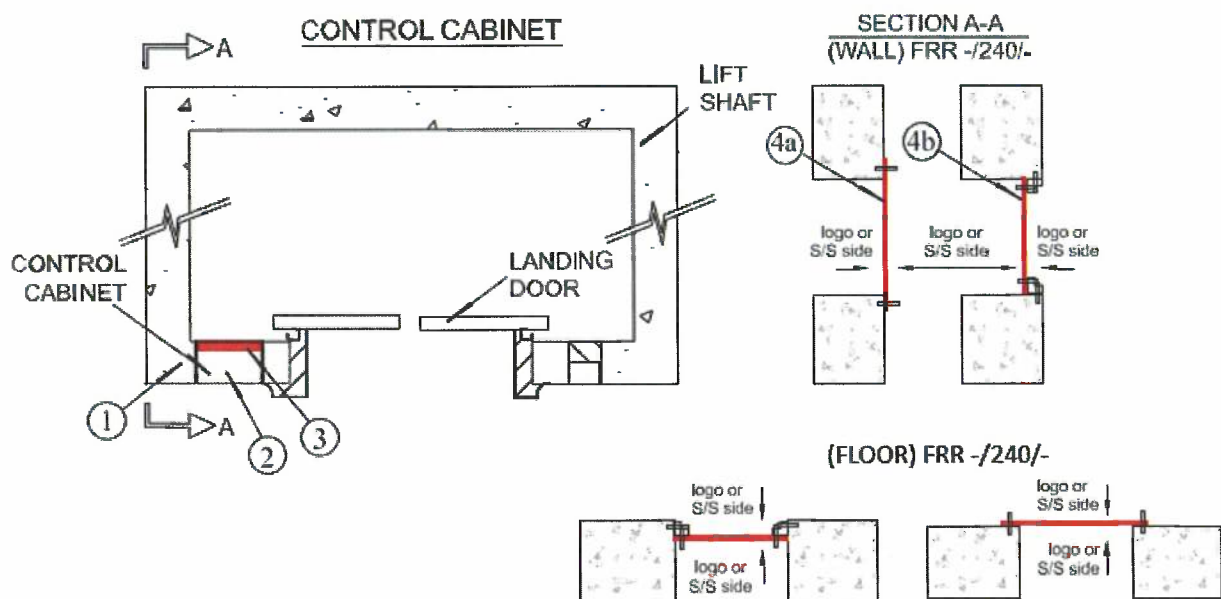 CONTROL CABINET
A
LIFT
SHAFT
CONTROL
CABINET
LANDING
DOOR
1
A
2
3
SECTION A-A
(WALL) FRR -/240/-
4a
4b
logo or
S/S side
logo or
S/S side
logo or
S/S side
(FLOOR) FRR -/240/-
logo or
S/S side
logo or
S/S side
logo or
S/S side
logo or
S/S side